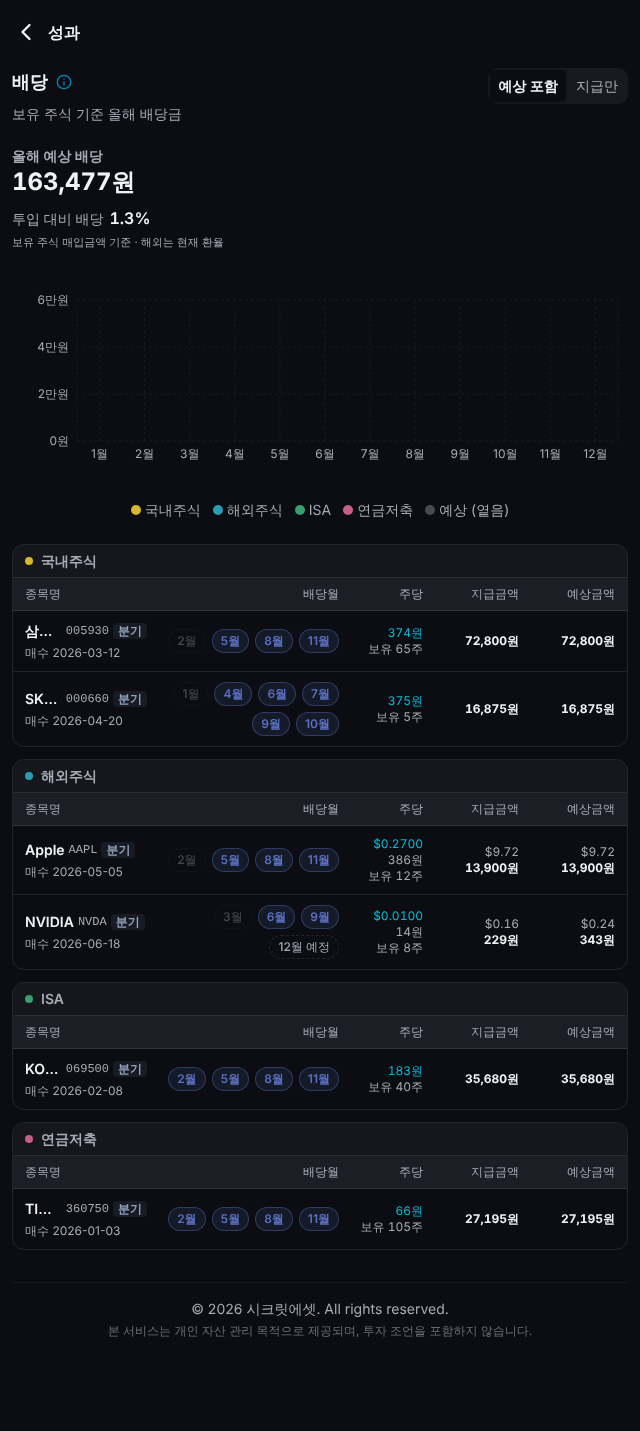 성과
배당
예상 포함 지급만
보유 주식 기준 올해 배당금
올해 예상 배당
163,477원
투입 대비 배당 1.3%
보유 주식 매입금액 기준 · 해외는 현재 환율
6만원
4만원
2만원
0원
1월 2월 3월 4월 5월 6월 7월 8월 9월 10월 11월 12월
국내주식 해외주식 ISA 연금저축 예상 (옅음)
국내주식
종목명 배당월 주당 지급금액 예상금액
삼... 005930 분기 2월 5월 8월 11월 374원 72,800원 72,800원
매수 2026-03-12 보유 65주
SK... 000660 분기 1월 4월 6월 7월 375원 16,875원 16,875원
매수 2026-04-20 9월 10월 보유 5주
해외주식
종목명 배당월 주당 지급금액 예상금액
Apple AAPL 분기 2월 5월 8월 11월 $0.2700 $9.72 $9.72
매수 2026-05-05 386원 13,900원 13,900원
보유 12주
NVIDIA NVDA 분기 3월 6월 9월 $0.0100 $0.16 $0.24
매수 2026-06-18 12월 예정 14원 229원 343원
보유 8주
ISA
종목명 배당월 주당 지급금액 예상금액
KO... 069500 분기 2월 5월 8월 11월 183원 35,680원 35,680원
매수 2026-02-08 보유 40주
연금저축
종목명 배당월 주당 지급금액 예상금액
TI... 360750 분기 2월 5월 8월 11월 66원 27,195원 27,195원
매수 2026-01-03 보유 105주
© 2026 시크릿에셋. All rights reserved.
본 서비스는 개인 자산 관리 목적으로 제공되며, 투자 조언을 포함하지 않습니다.